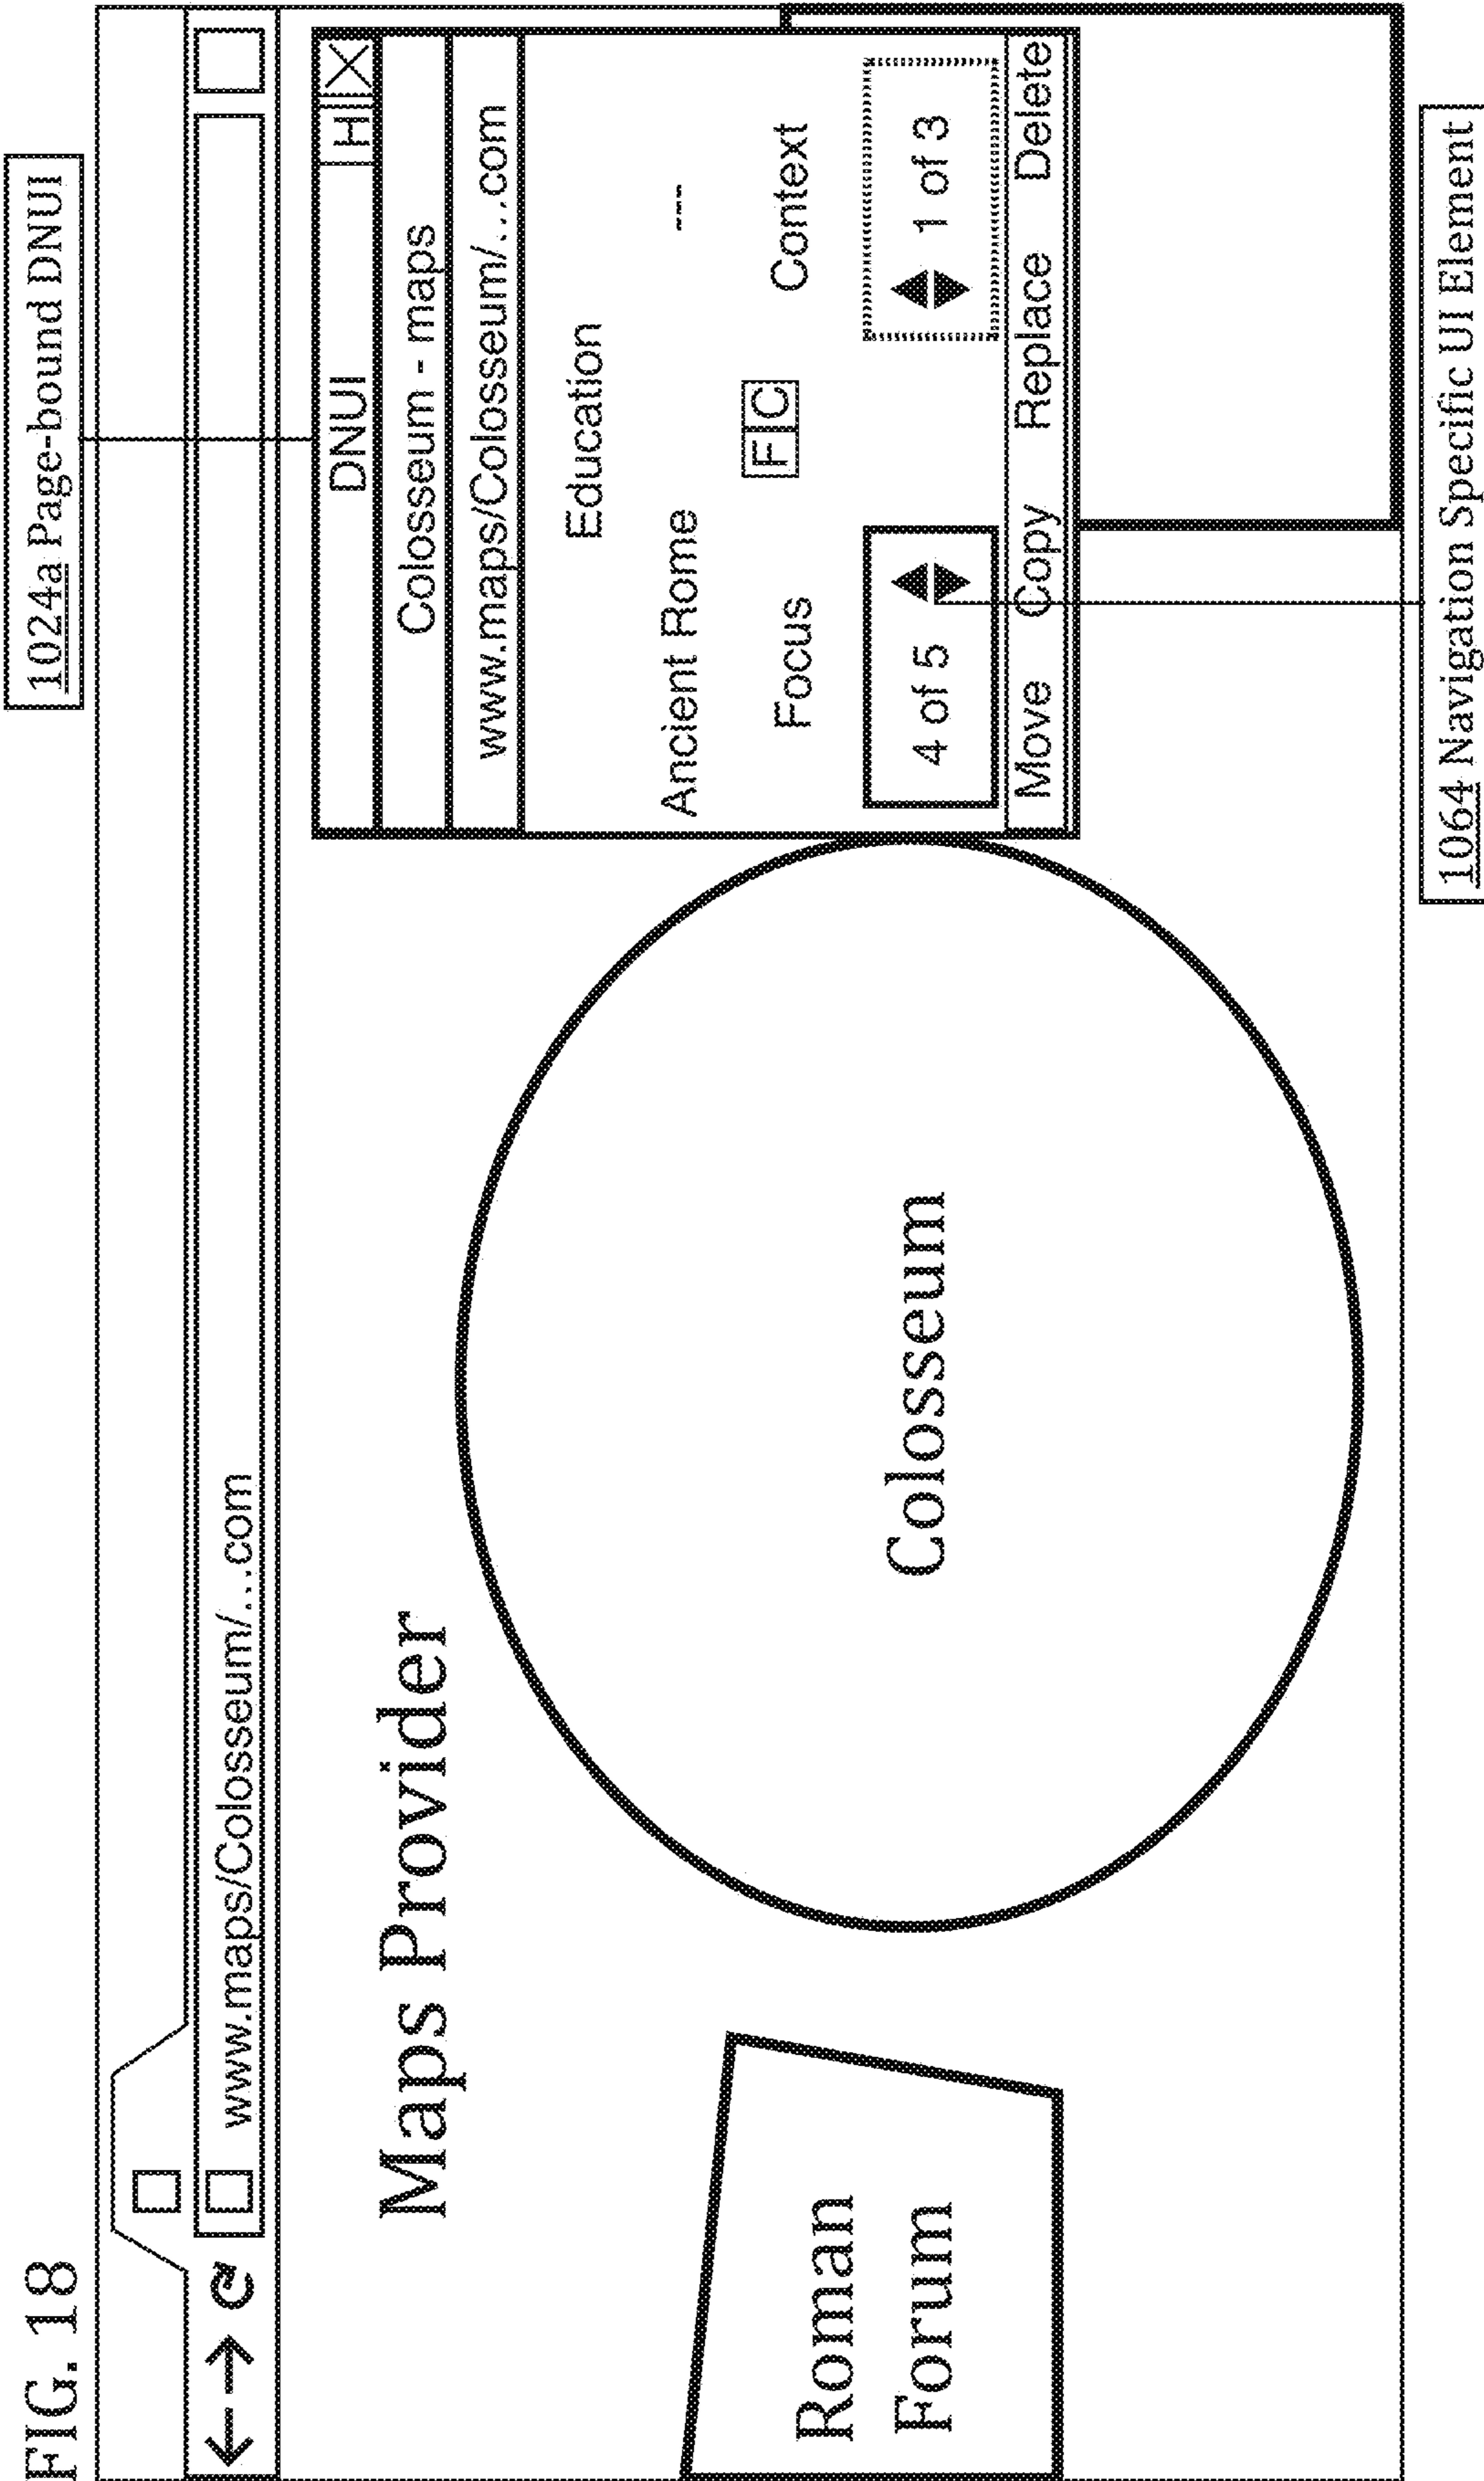 FIG. 18
1024a Page-bound DNUI
www.maps/Colosseum/...com
Maps Provider
DNUI
H
X
Colosseum - maps
www.maps/Colosseum/...com
Education
Ancient Rome ---
F C
Focus Context
4 of 5 1 of 3
Move Copy Replace Delete
Roman
Forum
Colosseum
1064 Navigation Specific UI Element